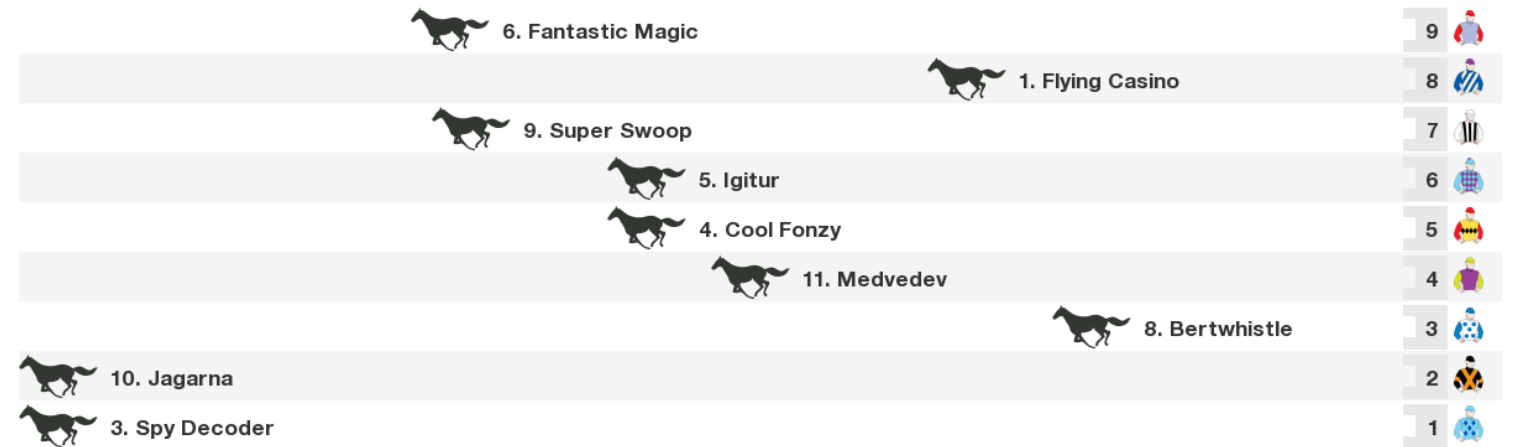 6. Fantastic Magic 9
1. Flying Casino 8
9. Super Swoop 7
5. Igitur 6
4. Cool Fonzy 5
11. Medvedev 4
8. Bertwhistle 3
10. Jagarna 2
3. Spy Decoder 1